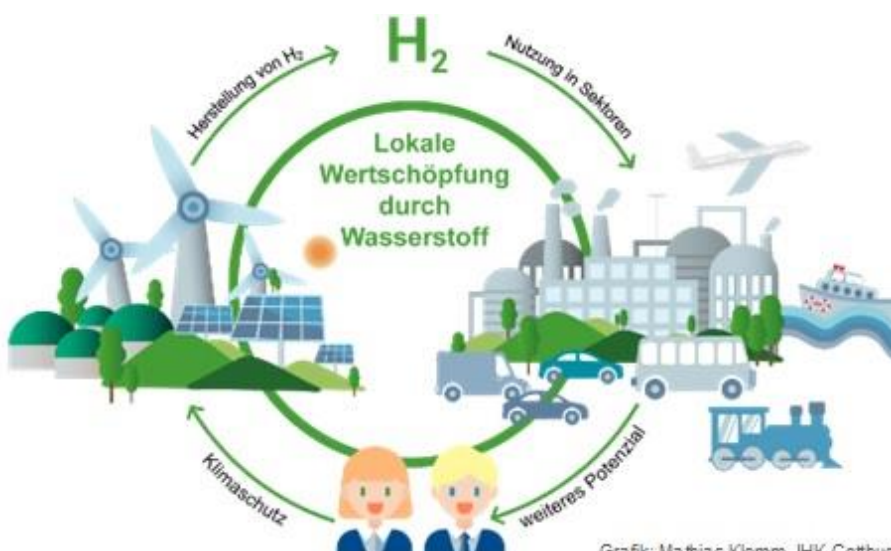 H₂
Herstellung von H₂
Nutzung in Sektoren
Lokale
Wertschöpfung
durch
Wasserstoff
Klimaschutz
weiteres Potenzial
Grafik: Mathias Klemm, IHK Cottbus